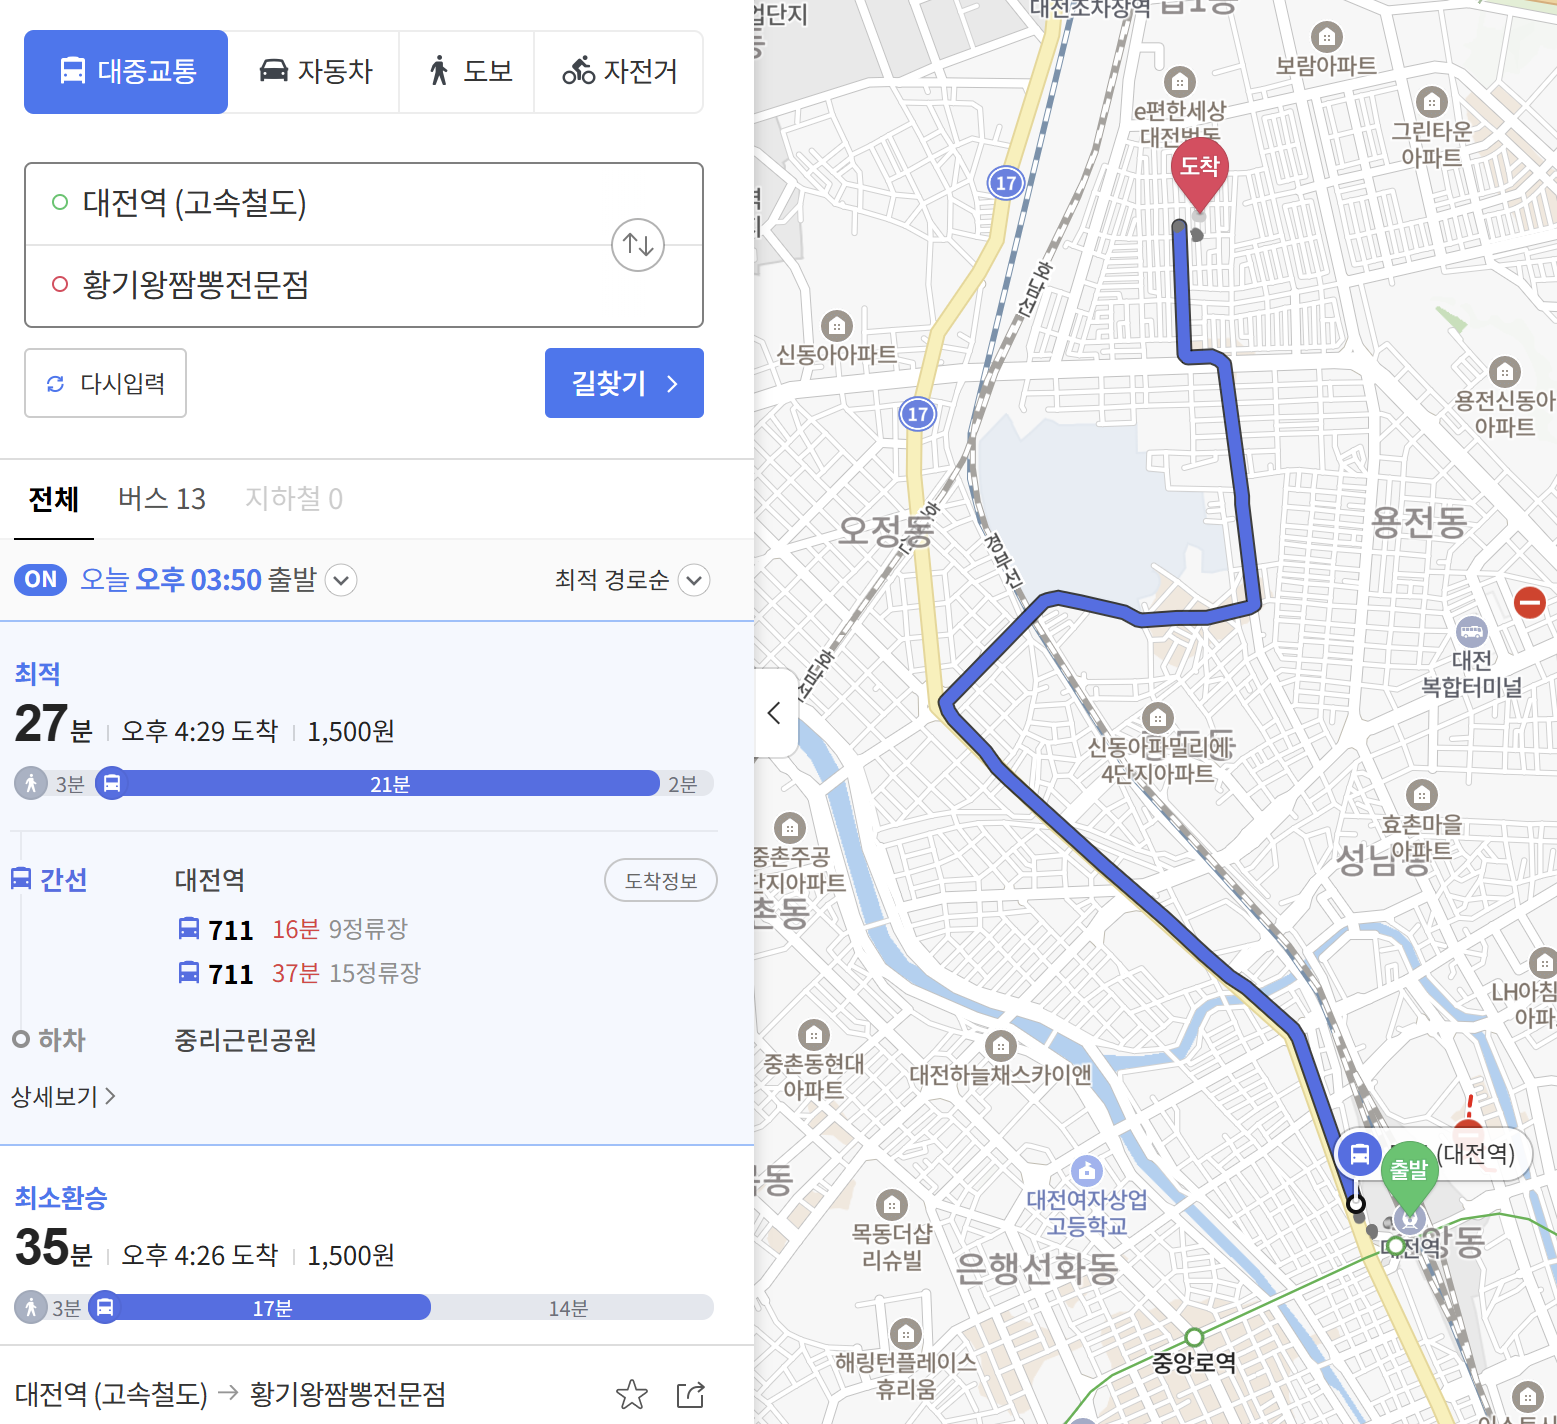 대중교통
자동차
도보
자전거
대전역 (고속철도)
황기왕짬뽕전문점
다시입력
길찾기
전체
버스 13
지하철 0
ON 오늘 오후 03:50 출발
최적 경로순
최적
27분
오후 4:29 도착
1,500원
3분
21분
2분
간선
대전역
도착정보
711 16분 9정류장
711 37분 15정류장
하차
중리근린공원
상세보기
최소환승
35분
오후 4:26 도착
1,500원
3분
17분
14분
대전역 (고속철도) → 황기왕짬뽕전문점
대전조차장역
보람아파트
e편한세상
대전법동
그린타운
아파트
도착
17
호남선
신동아아파트
17
용전신동아
아파트
오정동
용전동
경부선
대전
복합터미널
신동아파밀리에
4단지아파트
중촌주공
단지아파트
촌동
효촌마을
아파트
성남동
LH아침
아파
중촌동현대
아파트
대전하늘채스카이앤
(대전역)
출발
대전역
대전여자상업
고등학교
목동더샵
리슈빌
은행선화동
중앙로역
해링턴플레이스
휴리움